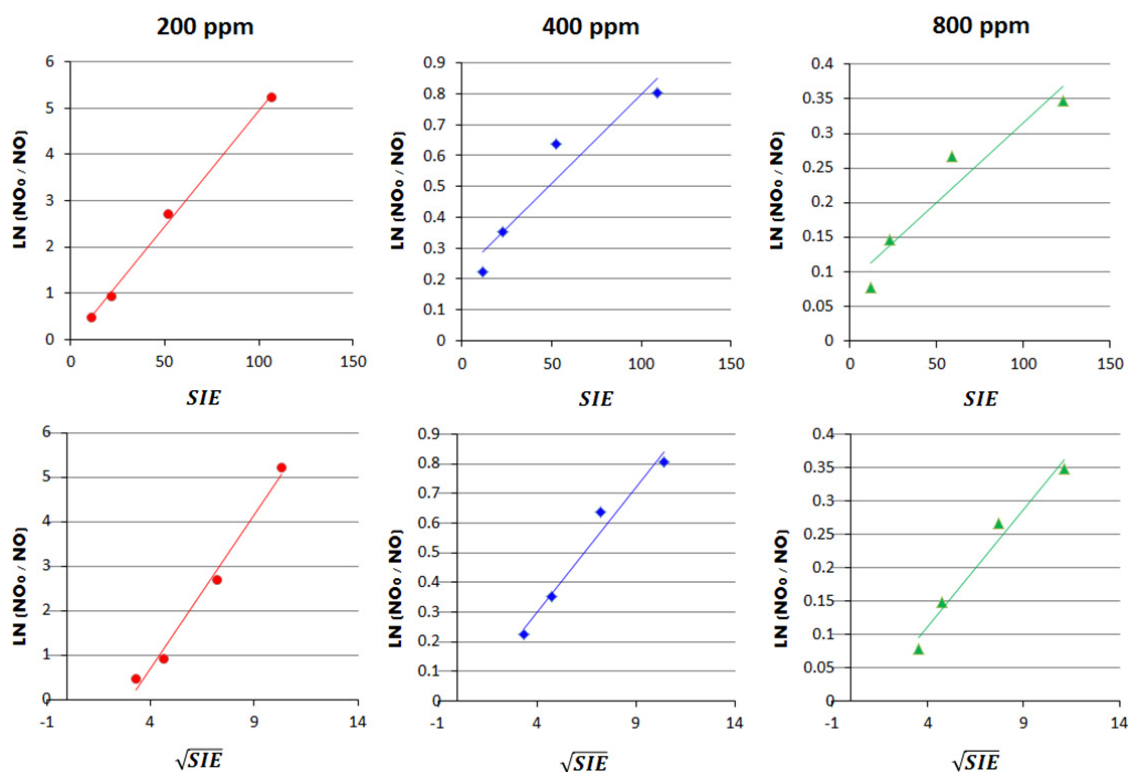 200 ppm
400 ppm
800 ppm
LN (NO₀ / NO)
6
5
4
3
2
1
0
0 50 100 150
SIE
LN (NO₀ / NO)
0.9
0.8
0.7
0.6
0.5
0.4
0.3
0.2
0.1
0
0 50 100 150
SIE
LN (NO₀ / NO)
0.4
0.35
0.3
0.25
0.2
0.15
0.1
0.05
0
0 50 100 150
SIE
LN (NO₀ / NO)
6
5
4
3
2
1
0
-1 4 9 14
√SIE
LN (NO₀ / NO)
0.9
0.8
0.7
0.6
0.5
0.4
0.3
0.2
0.1
0
-1 4 9 14
√SIE
LN (NO₀ / NO)
0.4
0.35
0.3
0.25
0.2
0.15
0.1
0.05
0
-1 4 9 14
√SIE